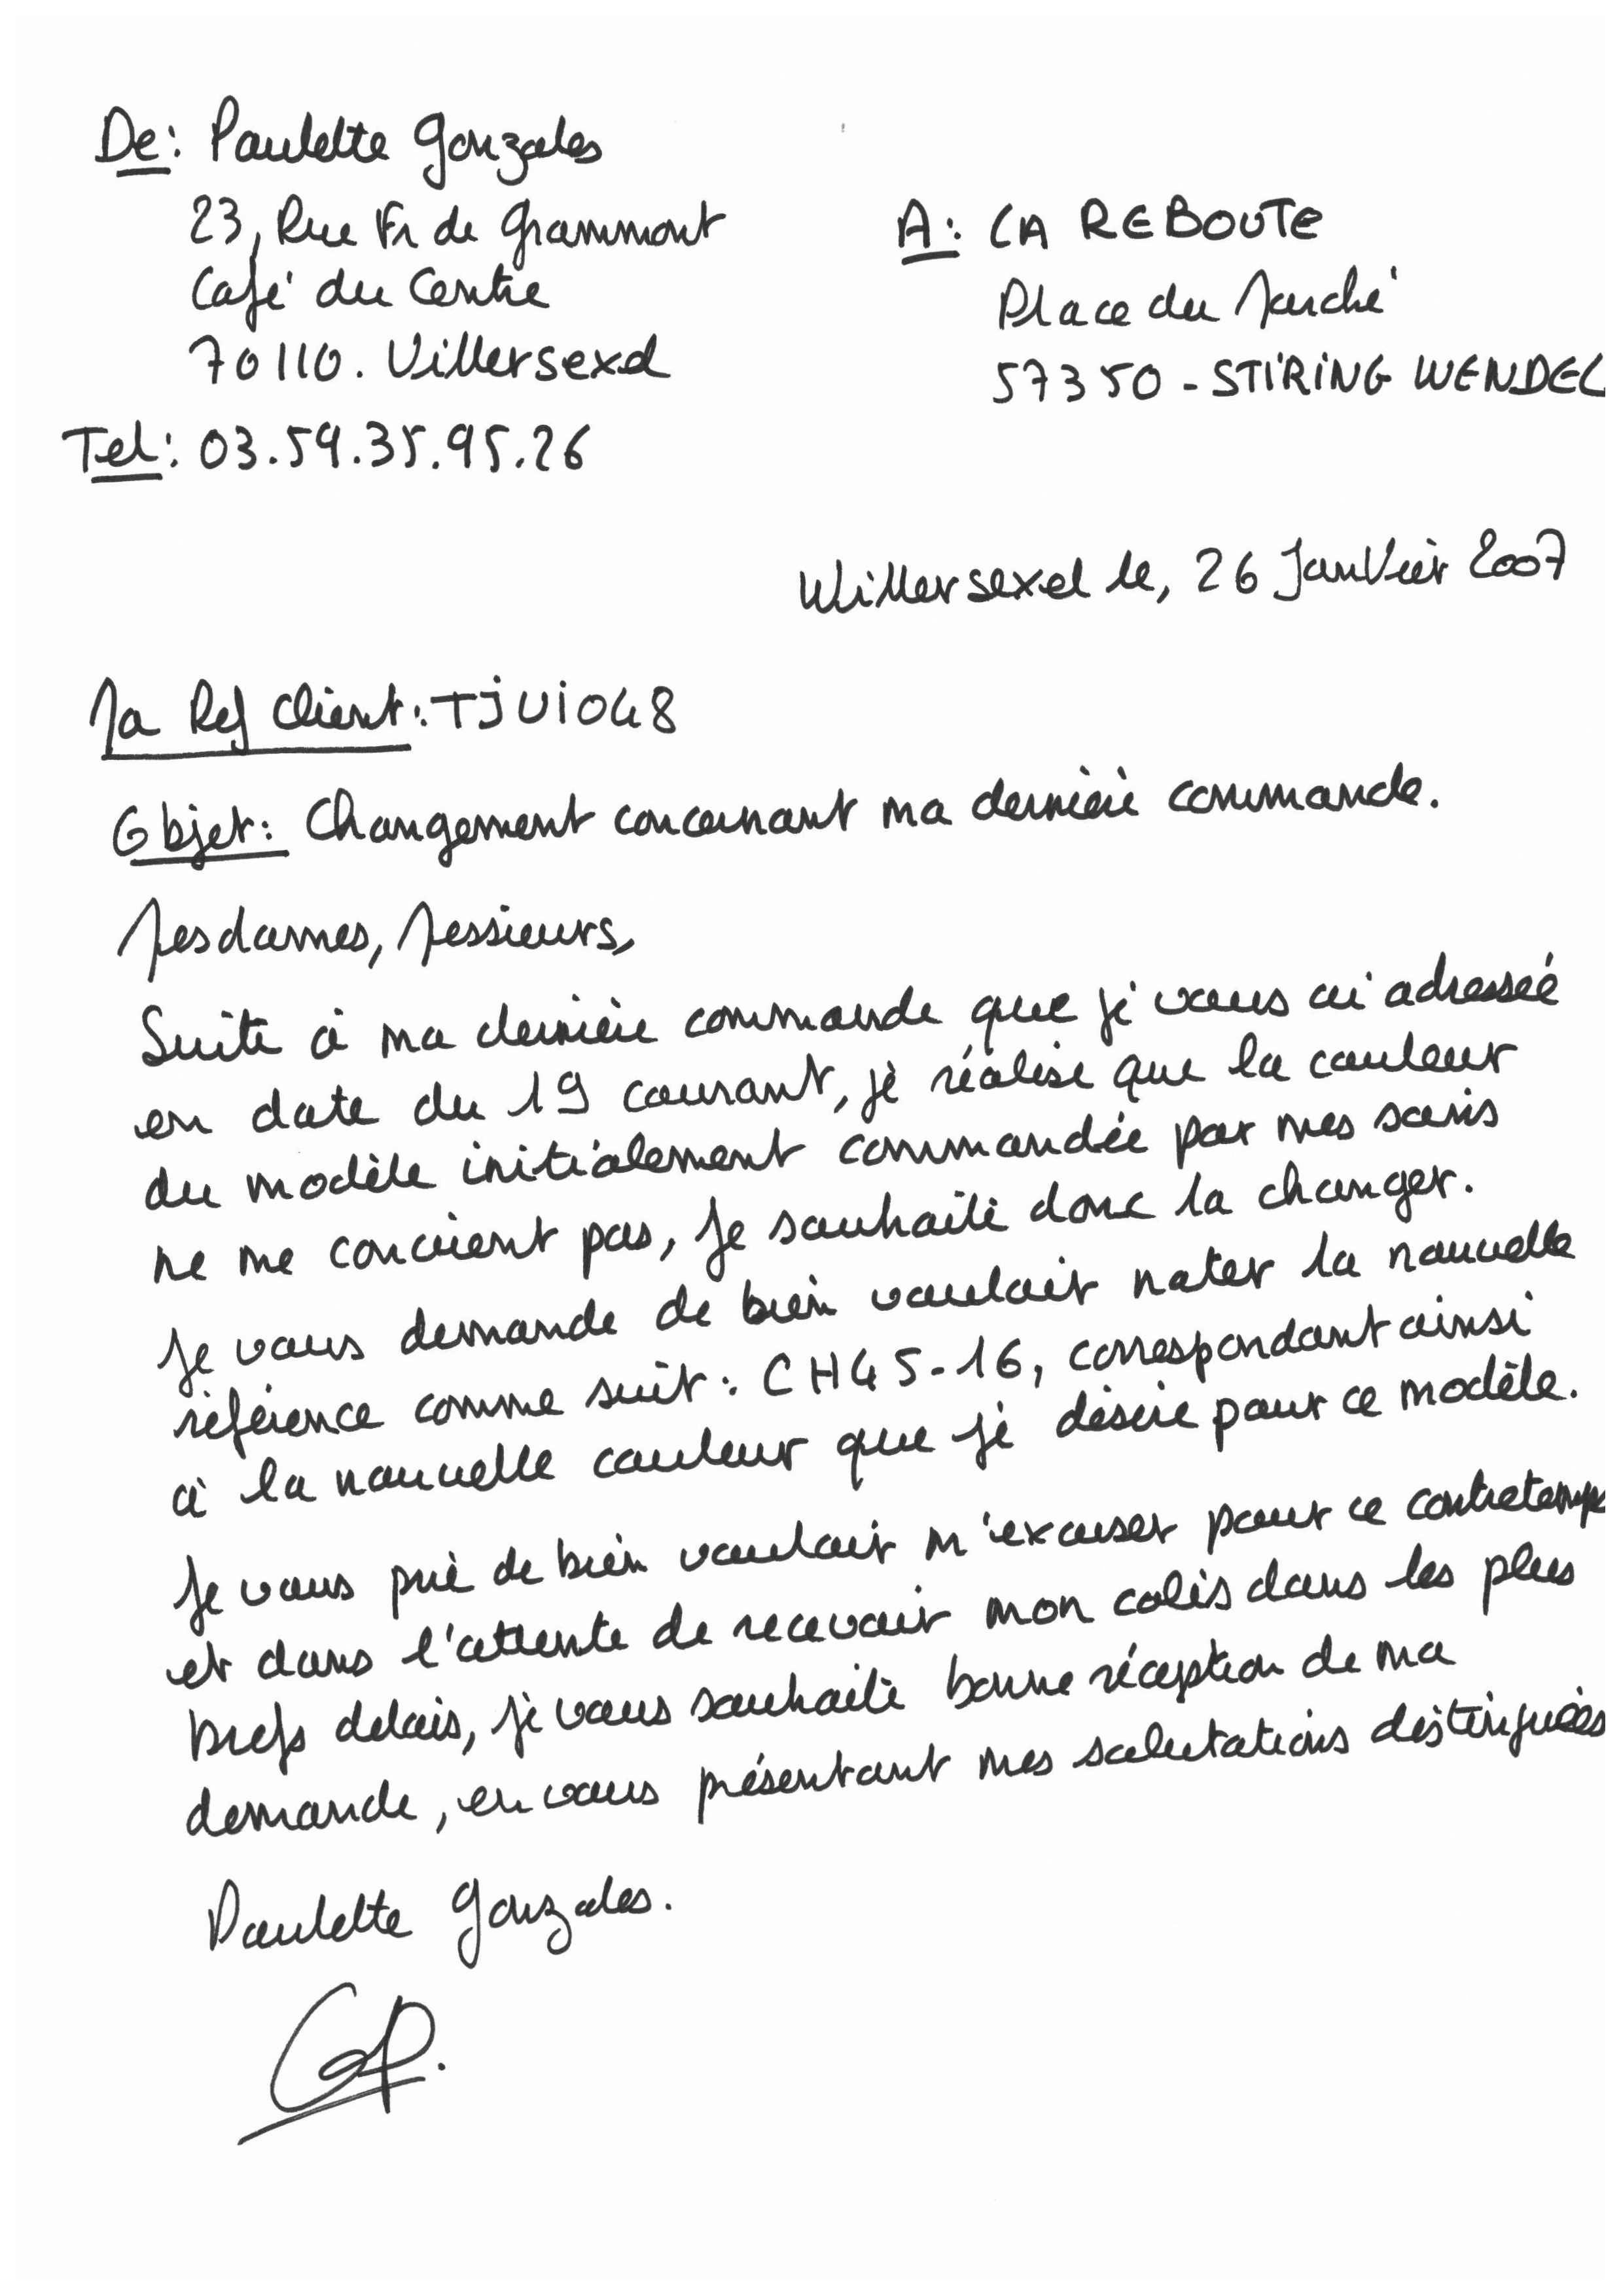 De: Paulette Gonzales
23, Rue Fr de Grammont
Café du Centre
70110. Villersexel
Tel: 03.59.35.95.26
A: LA REBOUTE
Place du Marché
57350 - STIRING WENDEL
Willersexel le, 26 Janvier 2007
Ma Ref client: TJUI048
Objet: Changement concernant ma dernière commande.
Mesdames, Messieurs,
Suite à ma dernière commande que je vous ai adressée
en date du 19 courant, je réalise que la couleur
du modèle initialement commandée par mes soins
ne me convient pas, je souhaite donc la changer.
Je vous demande de bien vouloir noter la nouvelle
référence comme suit: CH45-16, correspondant ainsi
à la nouvelle couleur que je désire pour ce modèle.
Je vous prie de bien vouloir m'excuser pour ce contretemps
et dans l'attente de recevoir mon colis dans les plus
brefs delais, je vous souhaite bonne réception de ma
demande, en vous présentant mes salutations distinguées
Paulette Gonzales.
GP.